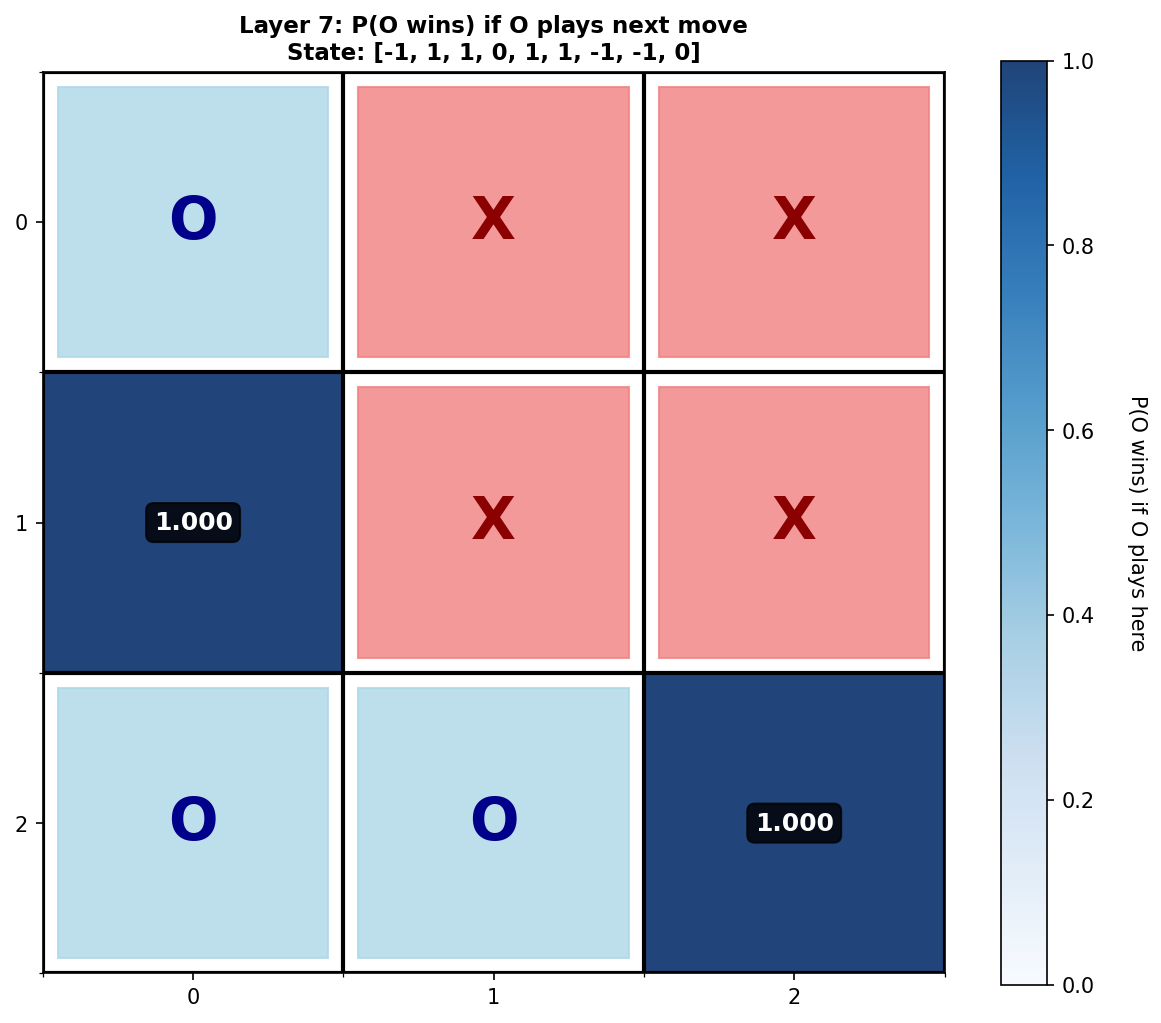 Layer 7: P(O wins) if O plays next move
State: [-1, 1, 1, 0, 1, 1, -1, -1, 0]
0
O
X
X
1
1.000
X
X
2
O
O
1.000
0
1
2
1.0
0.8
0.6
0.4
0.2
0.0
P(O wins) if O plays here